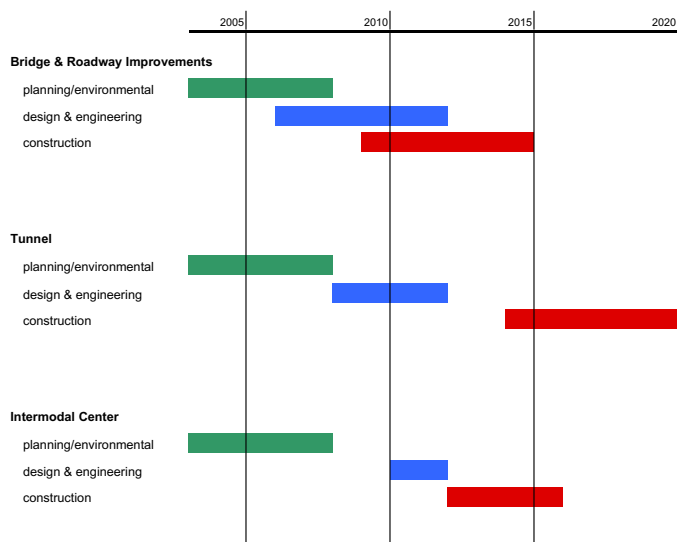 2005 2010 2015 2020
Bridge & Roadway Improvements
planning/environmental
design & engineering
construction
Tunnel
planning/environmental
design & engineering
construction
Intermodal Center
planning/environmental
design & engineering
construction